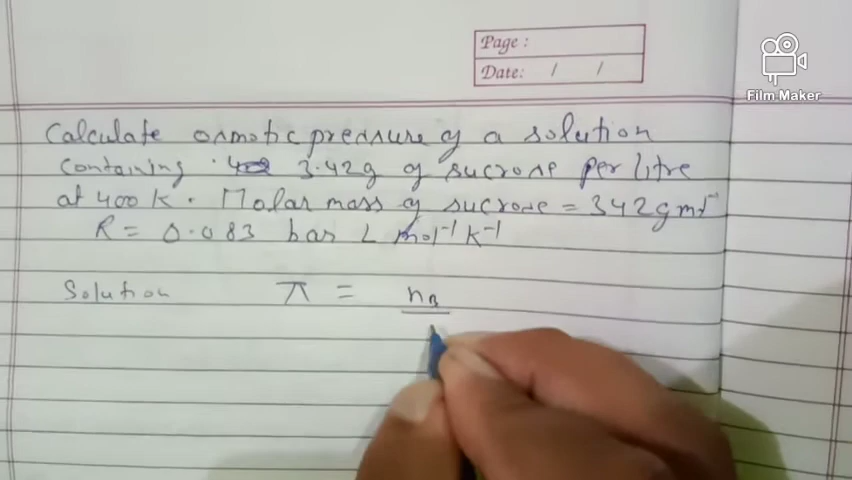 Page :
Date: / /
Film Maker
Calculate osmotic pressure of a solution
containing 3.42g of sucrose per litre
at 400 K. Molar mass of sucrose = 342 g mol⁻
R = 0.083 bar L mol⁻¹ K⁻¹
Solution π = nB